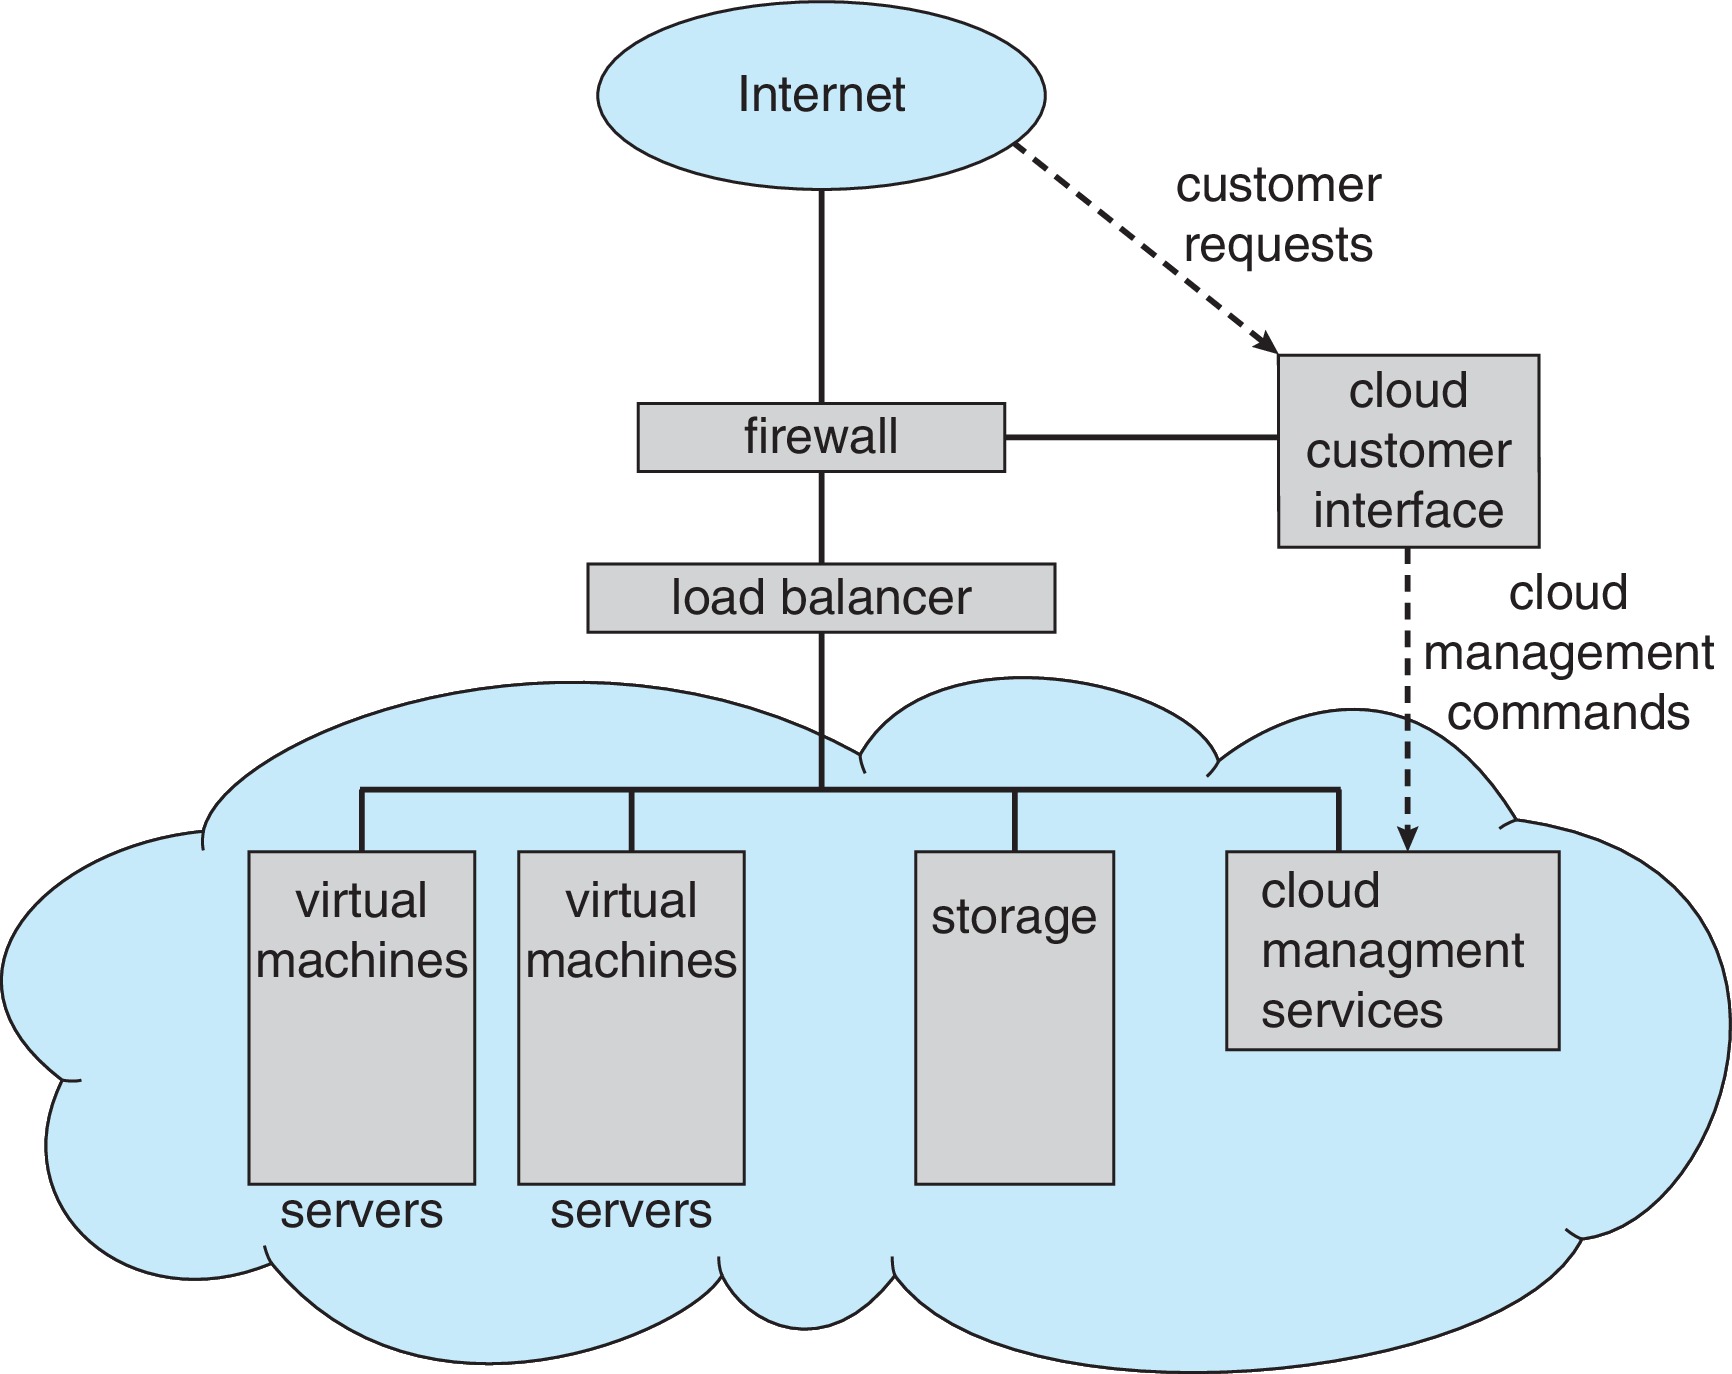 Internet
customer
requests
cloud
customer
interface
firewall
load balancer
cloud
management
commands
virtual
machines
virtual
machines
storage
cloud
managment
services
servers
servers